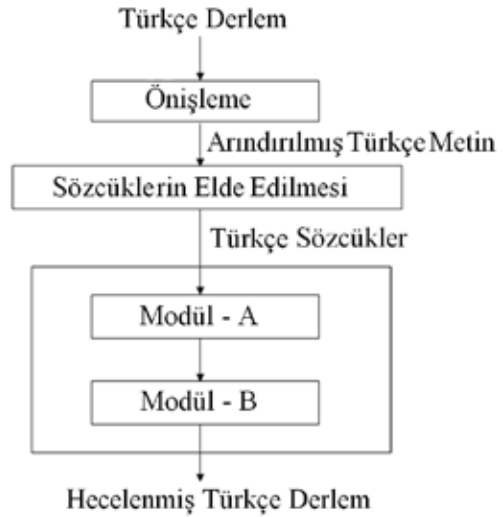 Türkçe Derlem
Önişleme
Arındırılmış Türkçe Metin
Sözcüklerin Elde Edilmesi
Türkçe Sözcükler
Modül - A
Modül - B
Hecelenmiş Türkçe Derlem